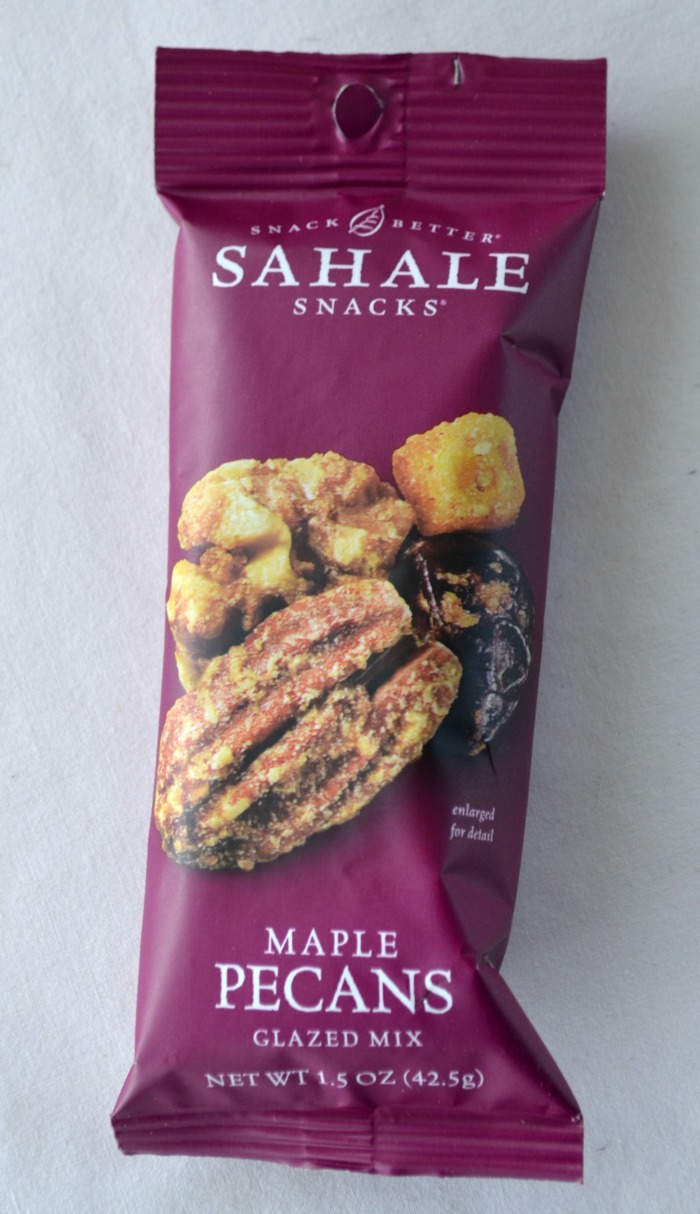 SNACK BETTER®
SAHALE
SNACKS®
enlarged
for detail
MAPLE
PECANS
GLAZED MIX
NET WT 1.5 OZ (42.5g)